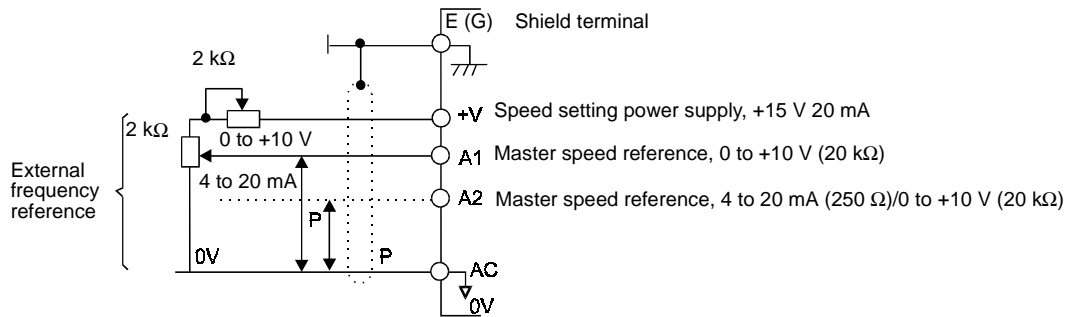 E (G) Shield terminal
2 kΩ
+V Speed setting power supply, +15 V 20 mA
2 kΩ
0 to +10 V
A1 Master speed reference, 0 to +10 V (20 kΩ)
External
frequency
reference
4 to 20 mA
A2 Master speed reference, 4 to 20 mA (250 Ω)/0 to +10 V (20 kΩ)
P
0V
P
AC
0V